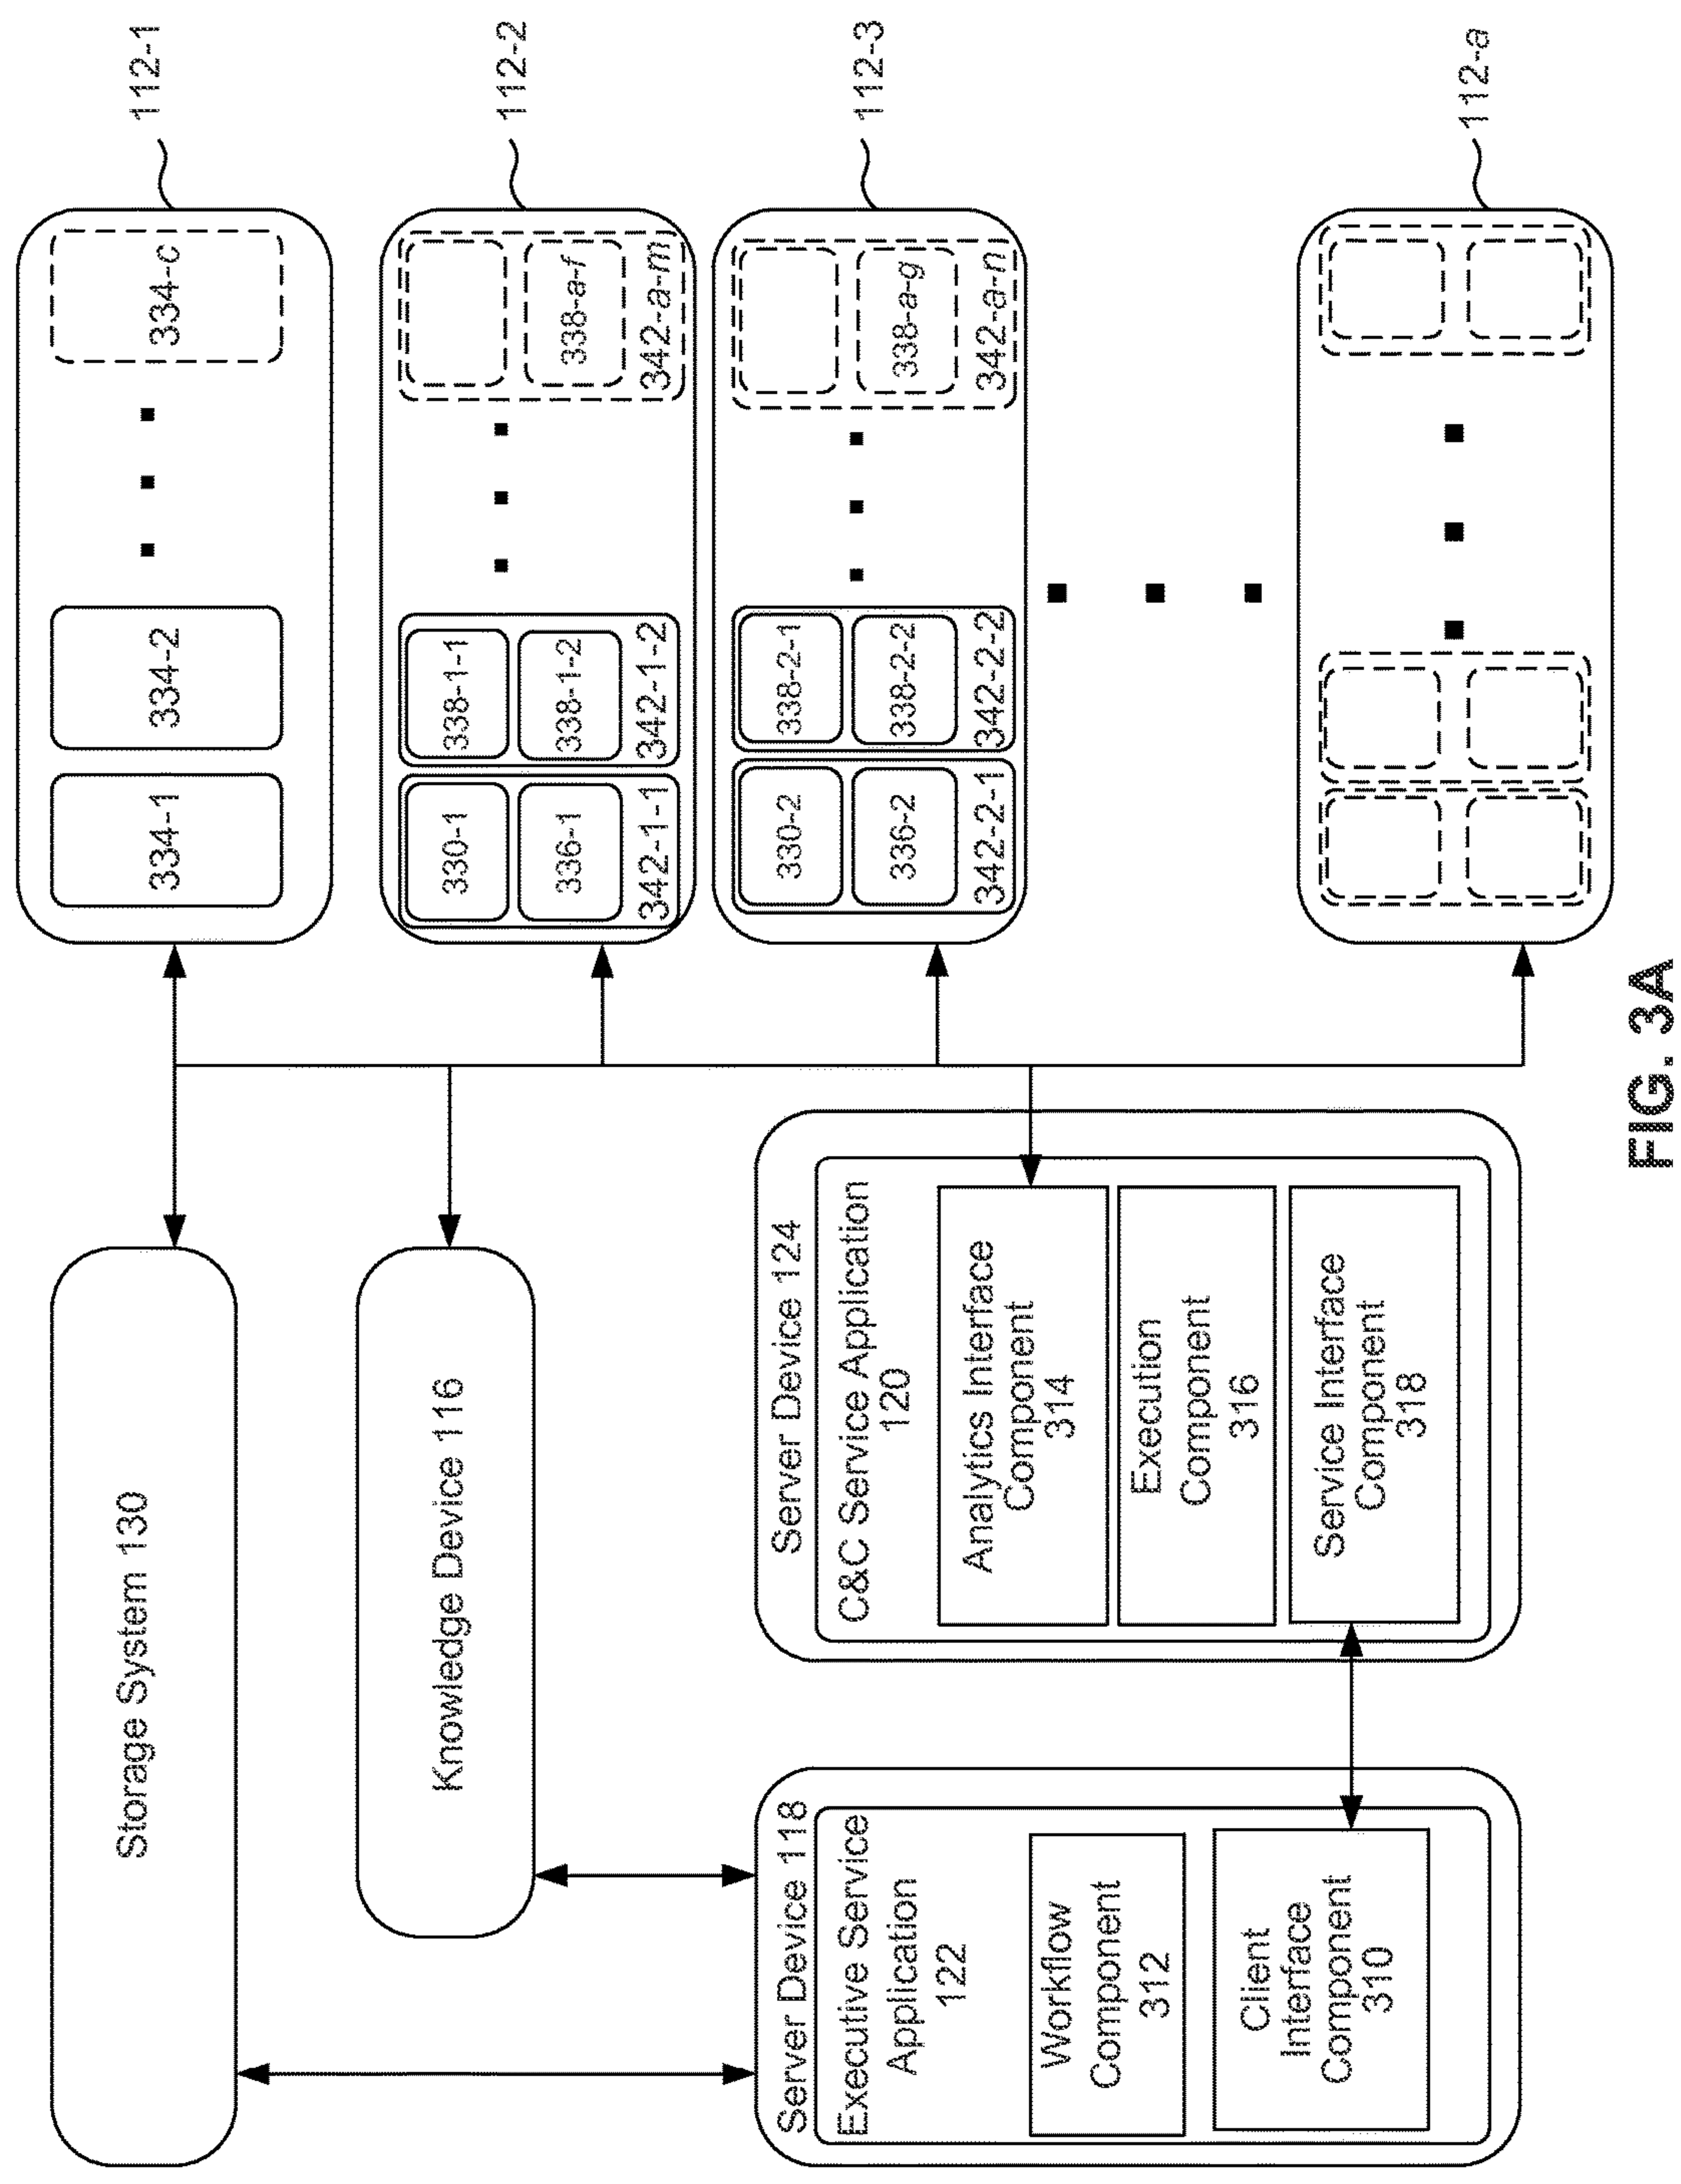 Storage System 130
Knowledge Device 116
Server Device 118
Executive Service
Application
122
Workflow
Component
312
Client
Interface
Component
310
Server Device 124
C&C Service Application
120
Analytics Interface
Component
314
Execution
Component
316
Service Interface
Component
318
334-1
334-2
334-c
112-1
330-1
336-1
342-1-1
338-1-1
338-1-2
342-1-2
338-a-f
342-a-m
112-2
330-2
336-2
342-2-1
338-2-1
338-2-2
342-2-2
338-a-g
342-a-n
112-3
112-a
FIG. 3A